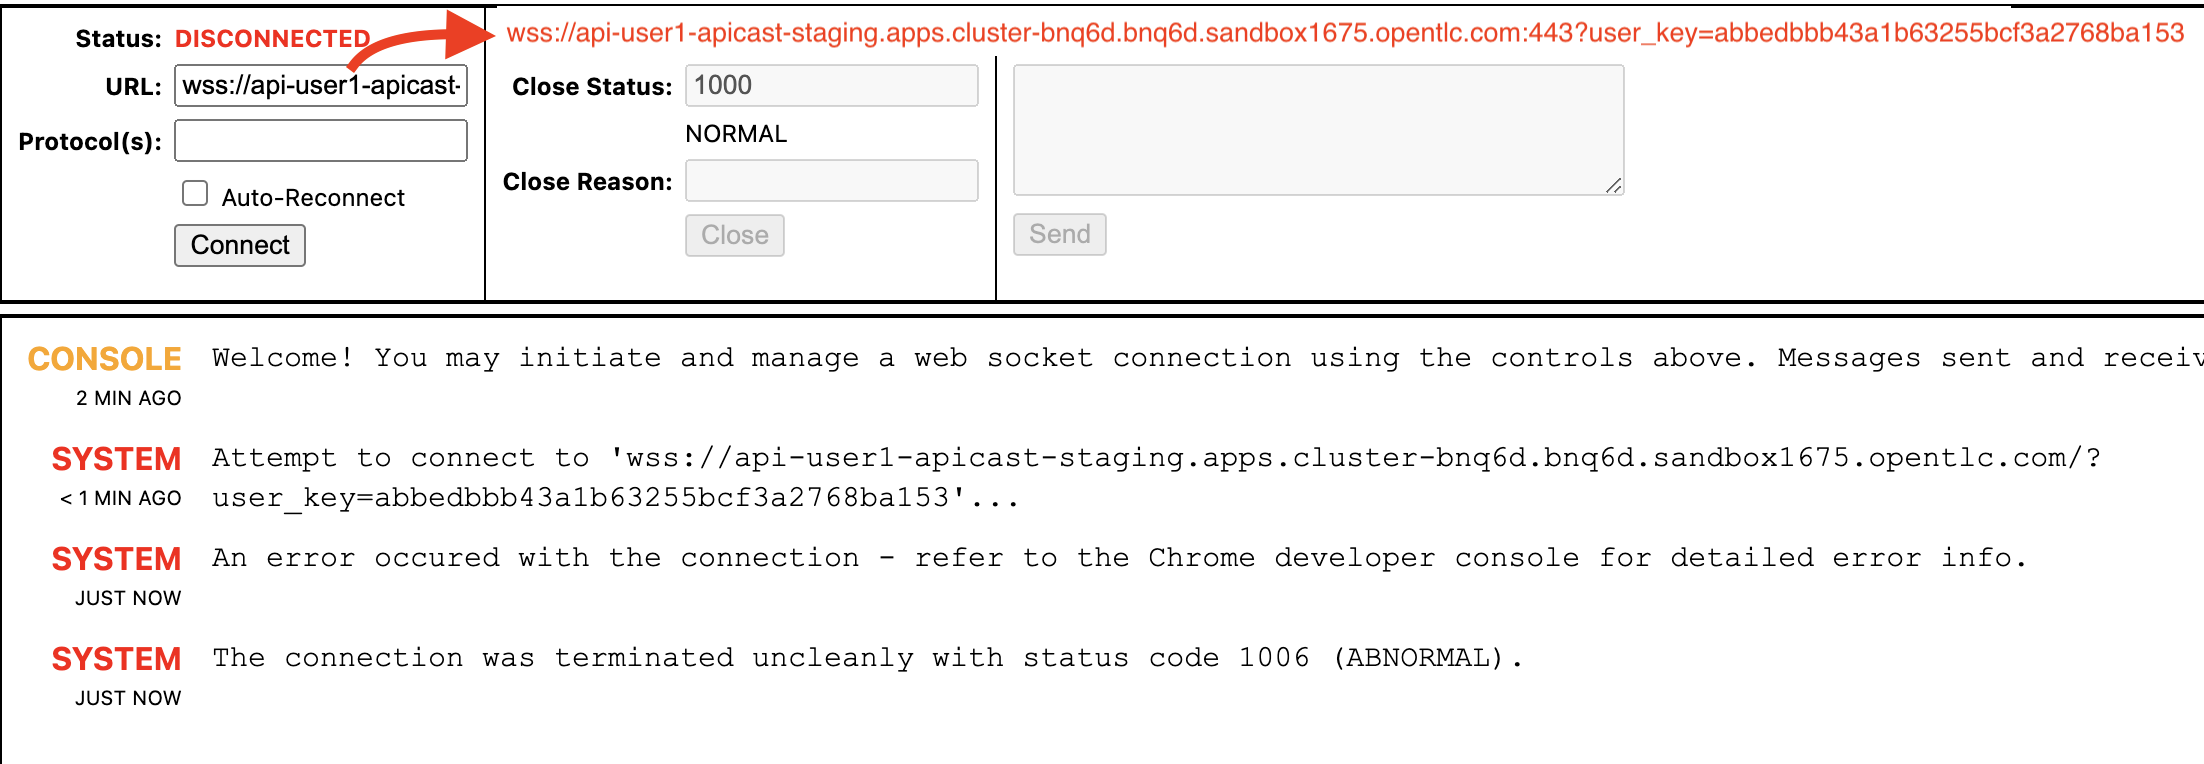 Status: DISCONNECTED
wss://api-user1-apicast-staging.apps.cluster-bnq6d.bnq6d.sandbox1675.opentlc.com:443?user_key=abbedbbb43a1b63255bcf3a2768ba153
URL: wss://api-user1-apicast-
Protocol(s):
Auto-Reconnect
Connect
Close Status: 1000
NORMAL
Close Reason:
Close
Send
CONSOLE Welcome! You may initiate and manage a web socket connection using the controls above. Messages sent and receiv
2 MIN AGO
SYSTEM Attempt to connect to 'wss://api-user1-apicast-staging.apps.cluster-bnq6d.bnq6d.sandbox1675.opentlc.com/?
< 1 MIN AGO user_key=abbedbbb43a1b63255bcf3a2768ba153'...
SYSTEM An error occured with the connection - refer to the Chrome developer console for detailed error info.
JUST NOW
SYSTEM The connection was terminated uncleanly with status code 1006 (ABNORMAL).
JUST NOW